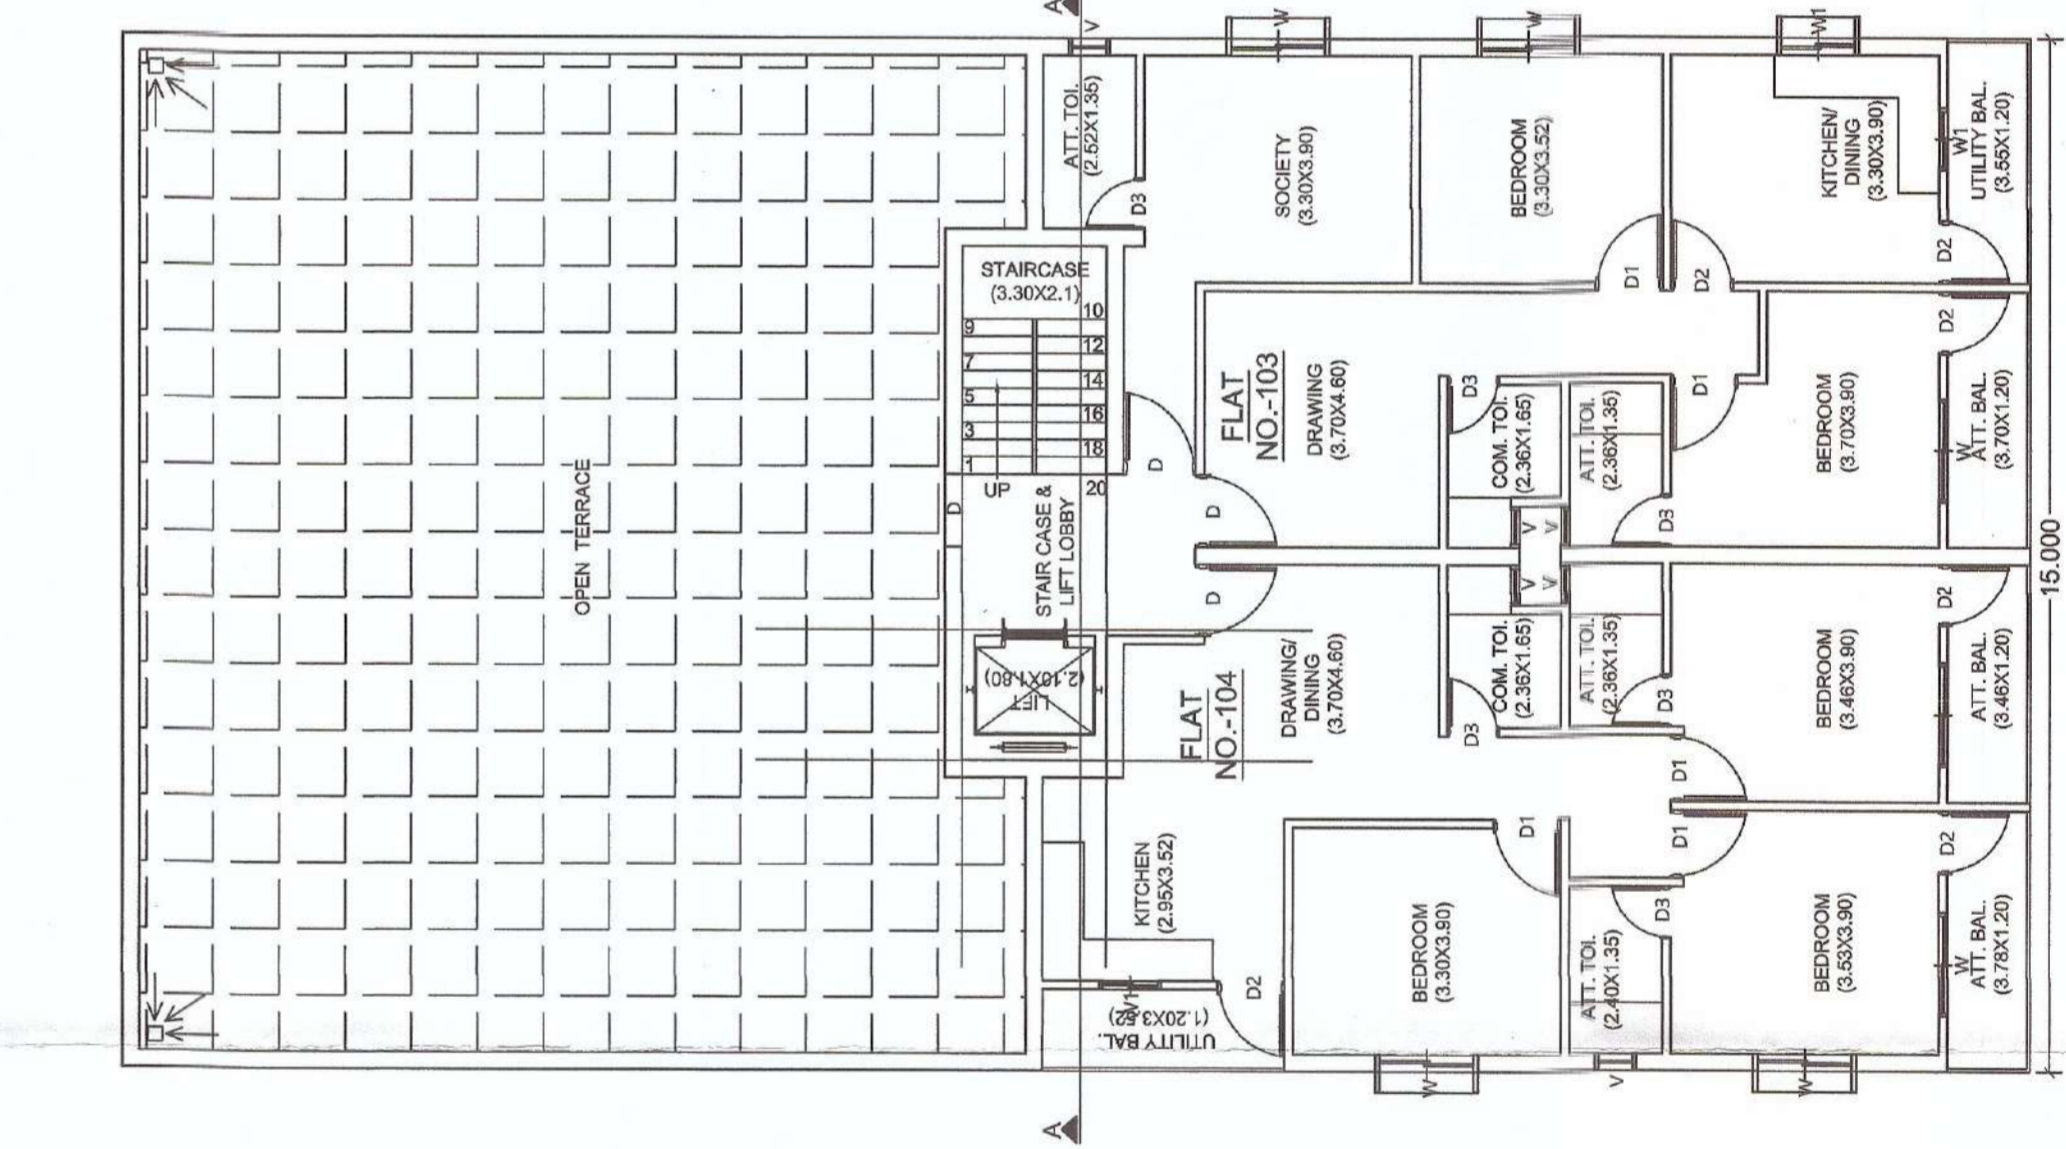 A
V
W
W
W1
ATT. TOI.
(2.52X1.35)
D3
SOCIETY
(3.30X3.90)
BEDROOM
(3.30X3.52)
KITCHEN/
DINING
(3.30X3.90)
W1
UTILITY BAL.
(3.55X1.20)
D2
STAIRCASE
(3.30X2.1)
10
12
14
16
18
20
9
7
5
3
1
UP
D
STAIR CASE &
LIFT LOBBY
OPEN TERRACE
D
D
FLAT
NO.-103
DRAWING
(3.70X4.60)
D1
D2
D3
D1
COM. TOI.
(2.36X1.65)
ATT. TOI.
(2.36X1.35)
D3
V
V
BEDROOM
(3.70X3.90)
D2
W
ATT. BAL.
(3.70X1.20)
15.000
LIFT
(2.10X1.80)
D
FLAT
NO.-104
DRAWING/
DINING
(3.70X4.60)
V
V
COM. TOI.
(2.36X1.65)
ATT. TOI.
(2.36X1.35)
D3
D3
BEDROOM
(3.46X3.90)
D2
ATT. BAL.
(3.46X1.20)
D1
D1
D1
KITCHEN
(2.95X3.52)
D2
W1
UTILITY BAL.
(1.20X3.52)
BEDROOM
(3.30X3.90)
D3
ATT. TOI.
(2.40X1.35)
BEDROOM
(3.53X3.90)
D2
W
ATT. BAL.
(3.78X1.20)
W
V
W
A